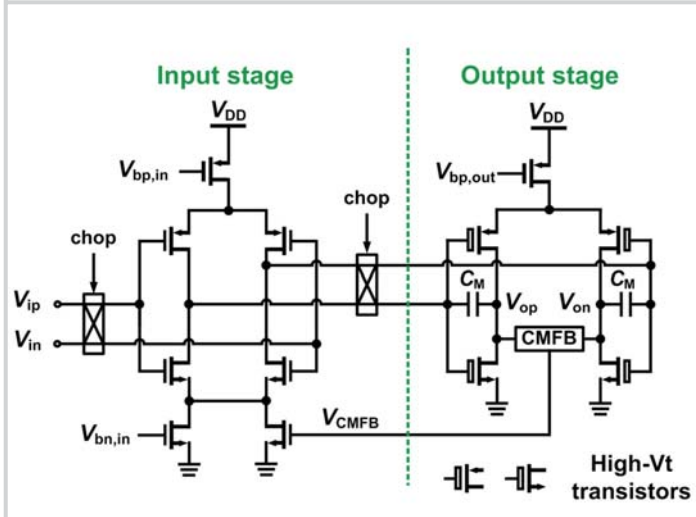 Input stage
Output stage
VDD
VDD
Vbp,in
Vbp,out
chop
chop
Vip
CM
Vop
Von
CM
Vin
CMFB
Vbn,in
VCMFB
High-Vt
transistors